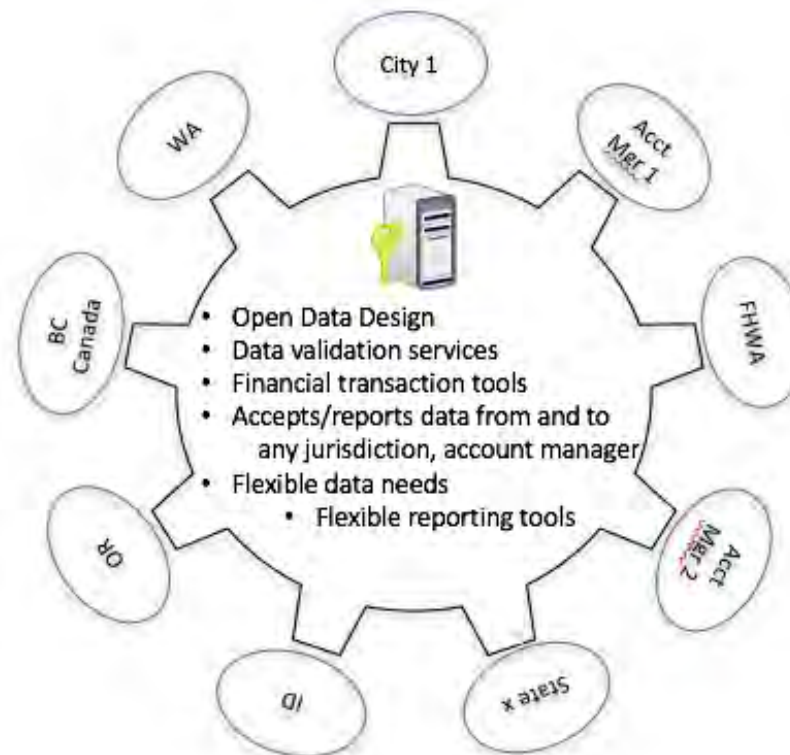 City 1
Acct
Mgr 1
FHWA
Acct
Mgr 2
State x
ID
OR
BC
Canada
WA
• Open Data Design
• Data validation services
• Financial transaction tools
• Accepts/reports data from and to
any jurisdiction, account manager
• Flexible data needs
• Flexible reporting tools